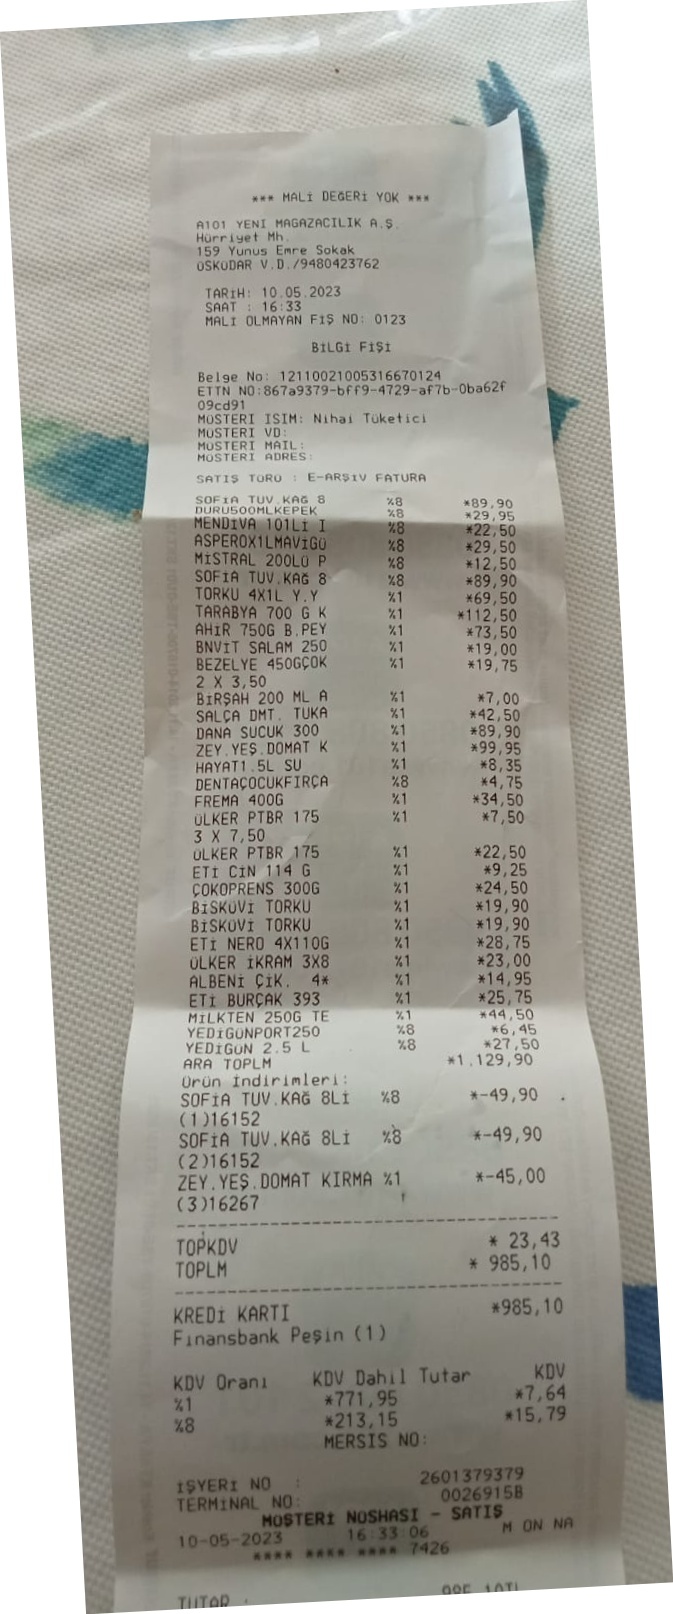 *** MALİ DEĞERİ YOK ***
A101 YENİ MAĞAZACILIK A.Ş.
Hürriyet Mh.
159 Yunus Emre Sokak
ÜSKÜDAR V.D./9480423762
TARİH: 10.05.2023
SAAT : 16:33
MALİ OLMAYAN FİŞ NO: 0123
BİLGİ FİŞİ
Belge No: 12110021005316670124
ETTN NO:867a9379-bff9-4729-af7b-0ba62f
09cd91
MÜŞTERİ İSİM: Nihai Tüketici
MÜŞTERİ VD:
MÜŞTERİ MAİL:
MÜŞTERİ ADRES:
SATIŞ TÜRÜ : E-ARŞİV FATURA
SOFİA TUV.KAĞ 8 %8 *89,90
DURU500MLKEPEK %8 *29,95
MENDİVA 101Lİ I %8 *22,50
ASPEROX1LMAVİGÜ %8 *29,50
MİSTRAL 200LÜ P %8 *12,50
SOFİA TUV.KAĞ 8 %8 *89,90
TORKU 4X1L Y.Y %1 *69,50
TARABYA 700 G K %1 *112,50
AHIR 750G B.PEY %1 *73,50
BNVİT SALAM 250 %1 *19,00
BEZELYE 450GÇOK %1 *19,75
2 X 3,50
BİRŞAH 200 ML A %1 *7,00
SALÇA DMT. TUKA %1 *42,50
DANA SUCUK 300 %1 *89,90
ZEY.YEŞ.DOMAT K %1 *99,95
HAYAT1.5L SU %1 *8,35
DENTAÇOCUKFIRÇA %8 *4,75
FREMA 400G %1 *34,50
ÜLKER PTBR 175 %1 *7,50
3 X 7,50
ÜLKER PTBR 175 %1 *22,50
ETİ CİN 114 G %1 *9,25
ÇOKOPRENS 300G %1 *24,50
BİSKÜVİ TORKU %1 *19,90
BİSKÜVİ TORKU %1 *19,90
ETİ NERO 4X110G %1 *28,75
ÜLKER İKRAM 3X8 %1 *23,00
ALBENİ ÇİK. 4* %1 *14,95
ETİ BURÇAK 393 %1 *25,75
MİLKTEN 250G TE %1 *44,50
YEDİGÜNPORT250 %8 *6,45
YEDİGÜN 2.5 L %8 *27,50
ARA TOPLM *1.129,90
Ürün İndirimleri:
SOFİA TUV.KAĞ 8Lİ %8 *-49,90
(1)16152
SOFİA TUV.KAĞ 8Lİ %8 *-49,90
(2)16152
ZEY.YEŞ.DOMAT KIRMA %1 *-45,00
(3)16267
TOPKDV * 23,43
TOPLM * 985,10
KREDİ KARTI *985,10
Finansbank Peşin (1)
KDV Oranı KDV Dahil Tutar KDV
%1 *771,95 *7,64
%8 *213,15 *15,79
MERSIS NO:
İŞYERİ NO : 2601379379
TERMİNAL NO: 0026915B
MÜŞTERİ NÜSHASI - SATIŞ
10-05-2023 16:33:06 M ON NA
**** **** **** 7426
TUTAR :